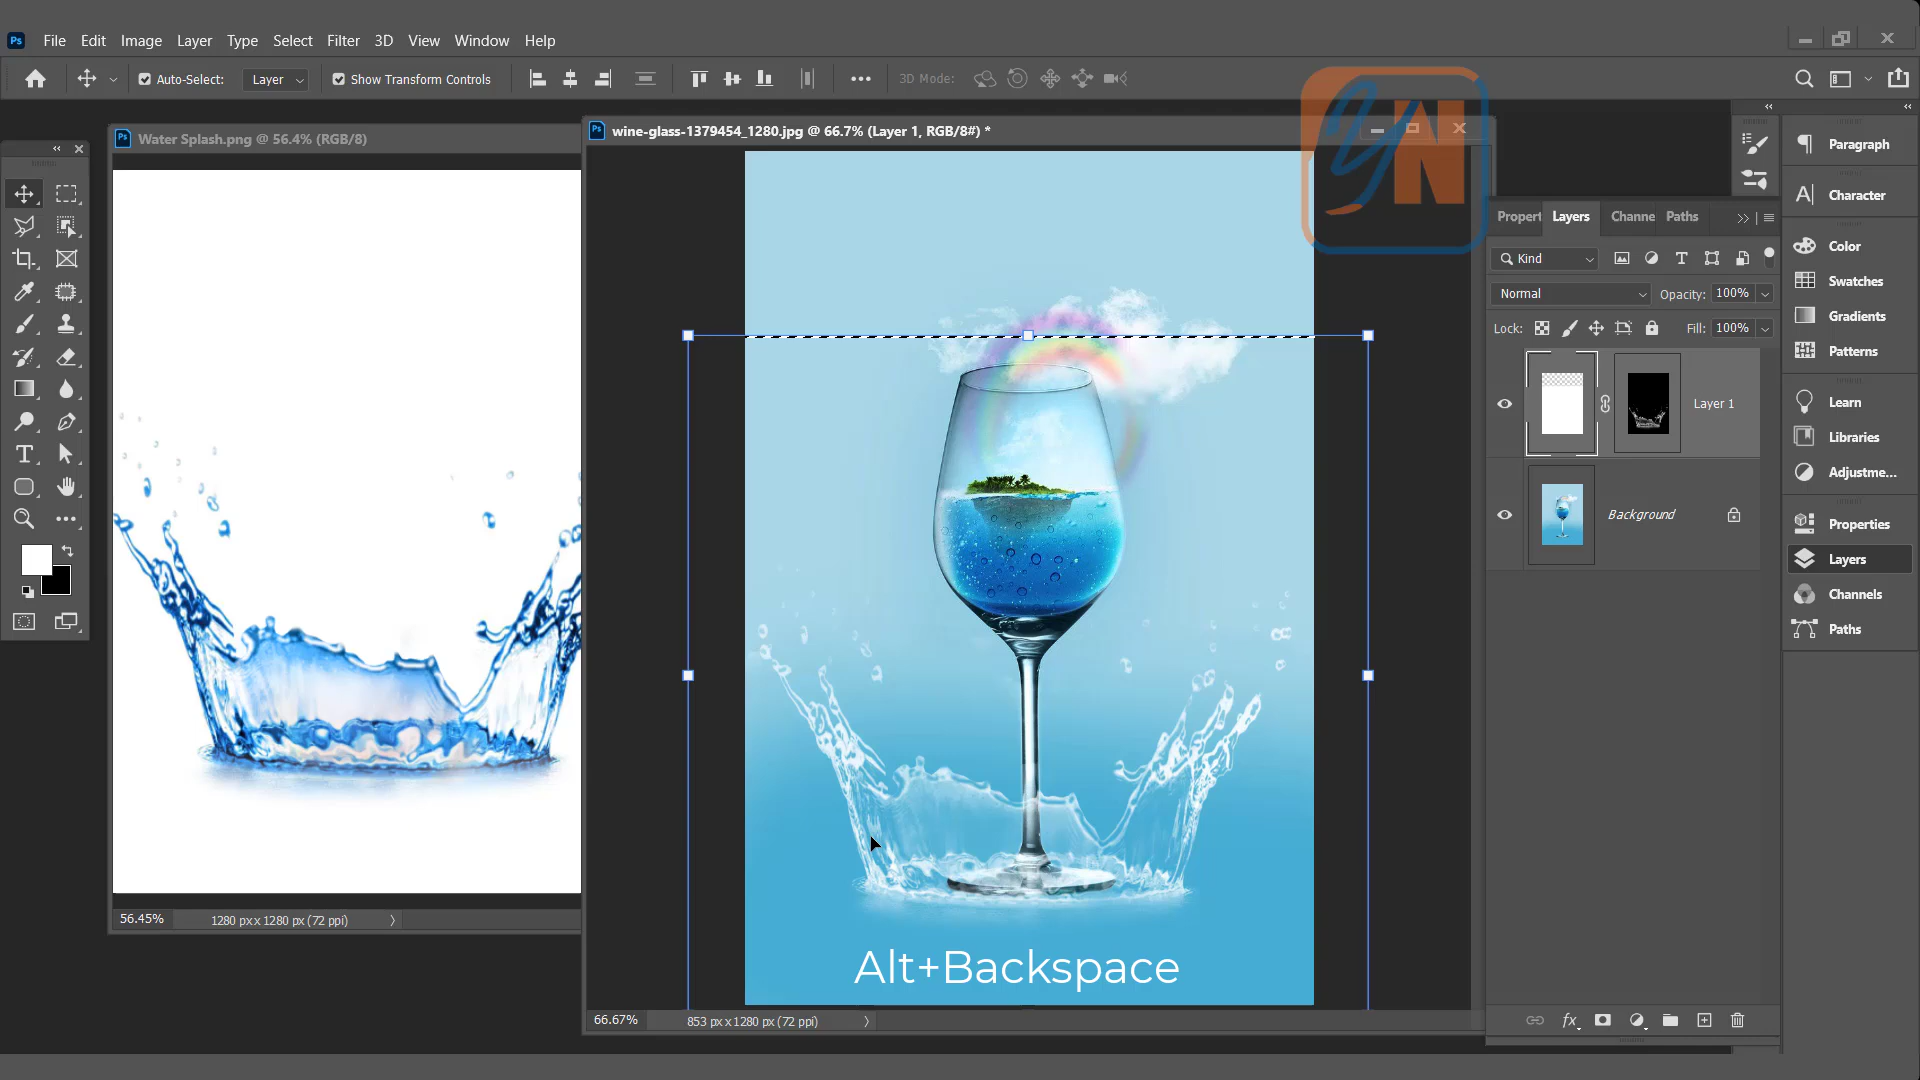 Ps
File Edit Image Layer Type Select Filter 3D View Window Help
Auto-Select: Layer Show Transform Controls 3D Mode:
YN
Water Splash.png @ 56.4% (RGB/8)
wine-glass-1379454_1280.jpg @ 66.7% (Layer 1, RGB/8#) *
Propert Layers Channe Paths
Kind
Normal Opacity: 100%
Lock: Fill: 100%
Layer 1
Background
Paragraph
Character
Color
Swatches
Gradients
Patterns
Learn
Libraries
Adjustme...
Properties
Layers
Channels
Paths
Alt+Backspace
56.45% 1280 px x 1280 px (72 ppi)
66.67% 853 px x 1280 px (72 ppi)
fx